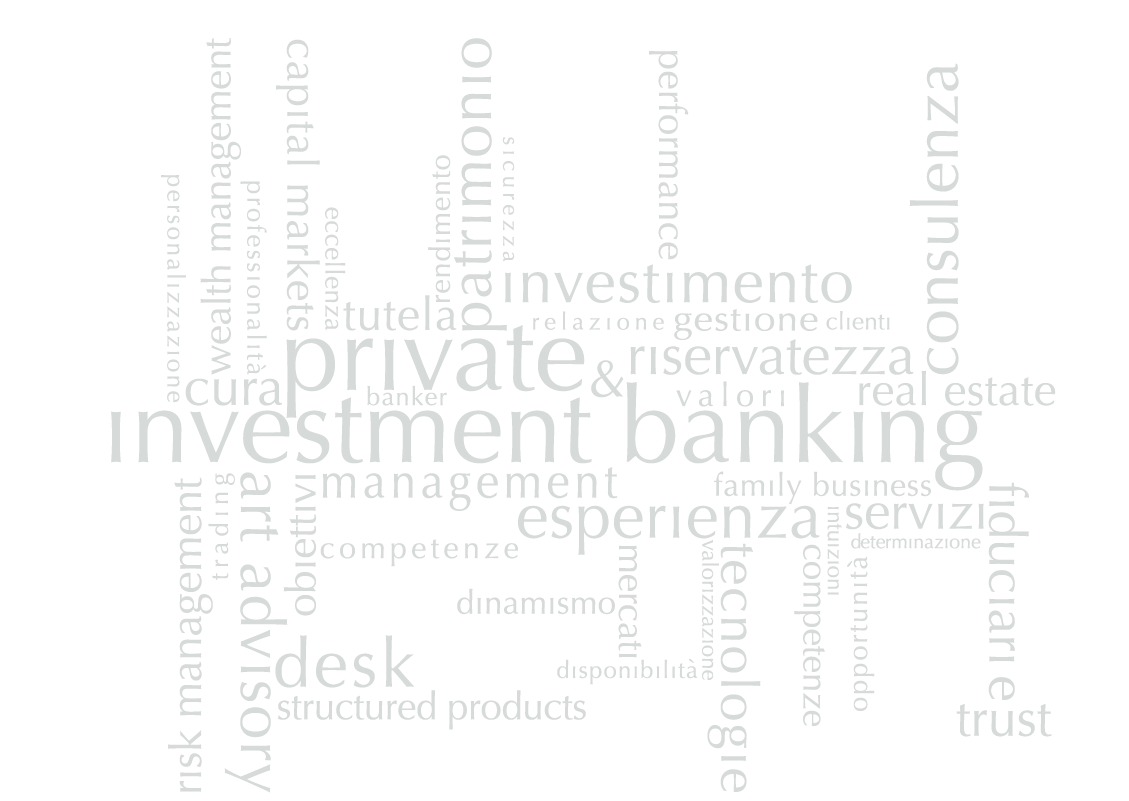 personalizzazione
wealth management
professionalità
capital markets
eccellenza
rendimento
patrimonio
sicurezza
performance
consulenza
investimento
tutela
relazione
gestione
clienti
private
&
riservatezza
cura
banker
valori
real estate
investment banking
risk management
trading
art advisory
obiettivi
management
family business
esperienza
intuizioni
servizi
determinazione
fiduciari e
trust
competenze
mercati
valorizzazione
tecnologie
competenze
opportunità
dinamismo
disponibilità
desk
structured products